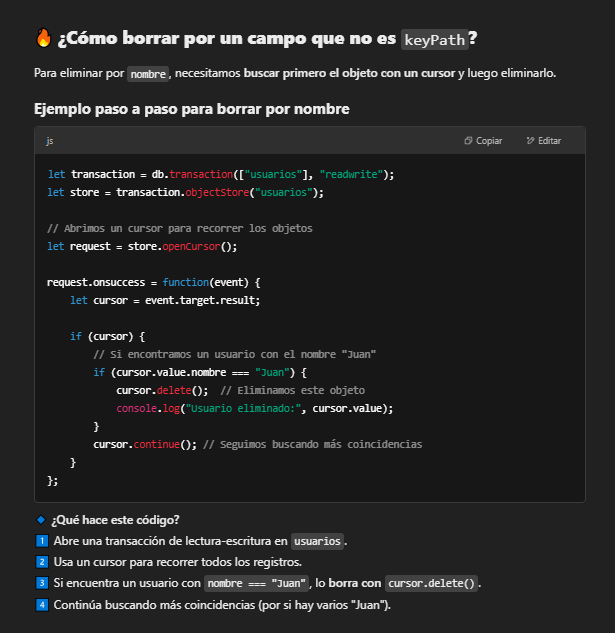 🔥 ¿Cómo borrar por un campo que no es keyPath?
Para eliminar por nombre, necesitamos buscar primero el objeto con un cursor y luego eliminarlo.
Ejemplo paso a paso para borrar por nombre
js Copiar Editar
let transaction = db.transaction(["usuarios"], "readwrite");
let store = transaction.objectStore("usuarios");
// Abrimos un cursor para recorrer los objetos
let request = store.openCursor();
request.onsuccess = function(event) {
    let cursor = event.target.result;
    if (cursor) {
        // Si encontramos un usuario con el nombre "Juan"
        if (cursor.value.nombre === "Juan") {
            cursor.delete();  // Eliminamos este objeto
            console.log("Usuario eliminado:", cursor.value);
        }
        cursor.continue(); // Seguimos buscando más coincidencias
    }
};
🔹 ¿Qué hace este código?
1 Abre una transacción de lectura-escritura en usuarios.
2 Usa un cursor para recorrer todos los registros.
3 Si encuentra un usuario con nombre === "Juan", lo borra con cursor.delete().
4 Continúa buscando más coincidencias (por si hay varios "Juan").